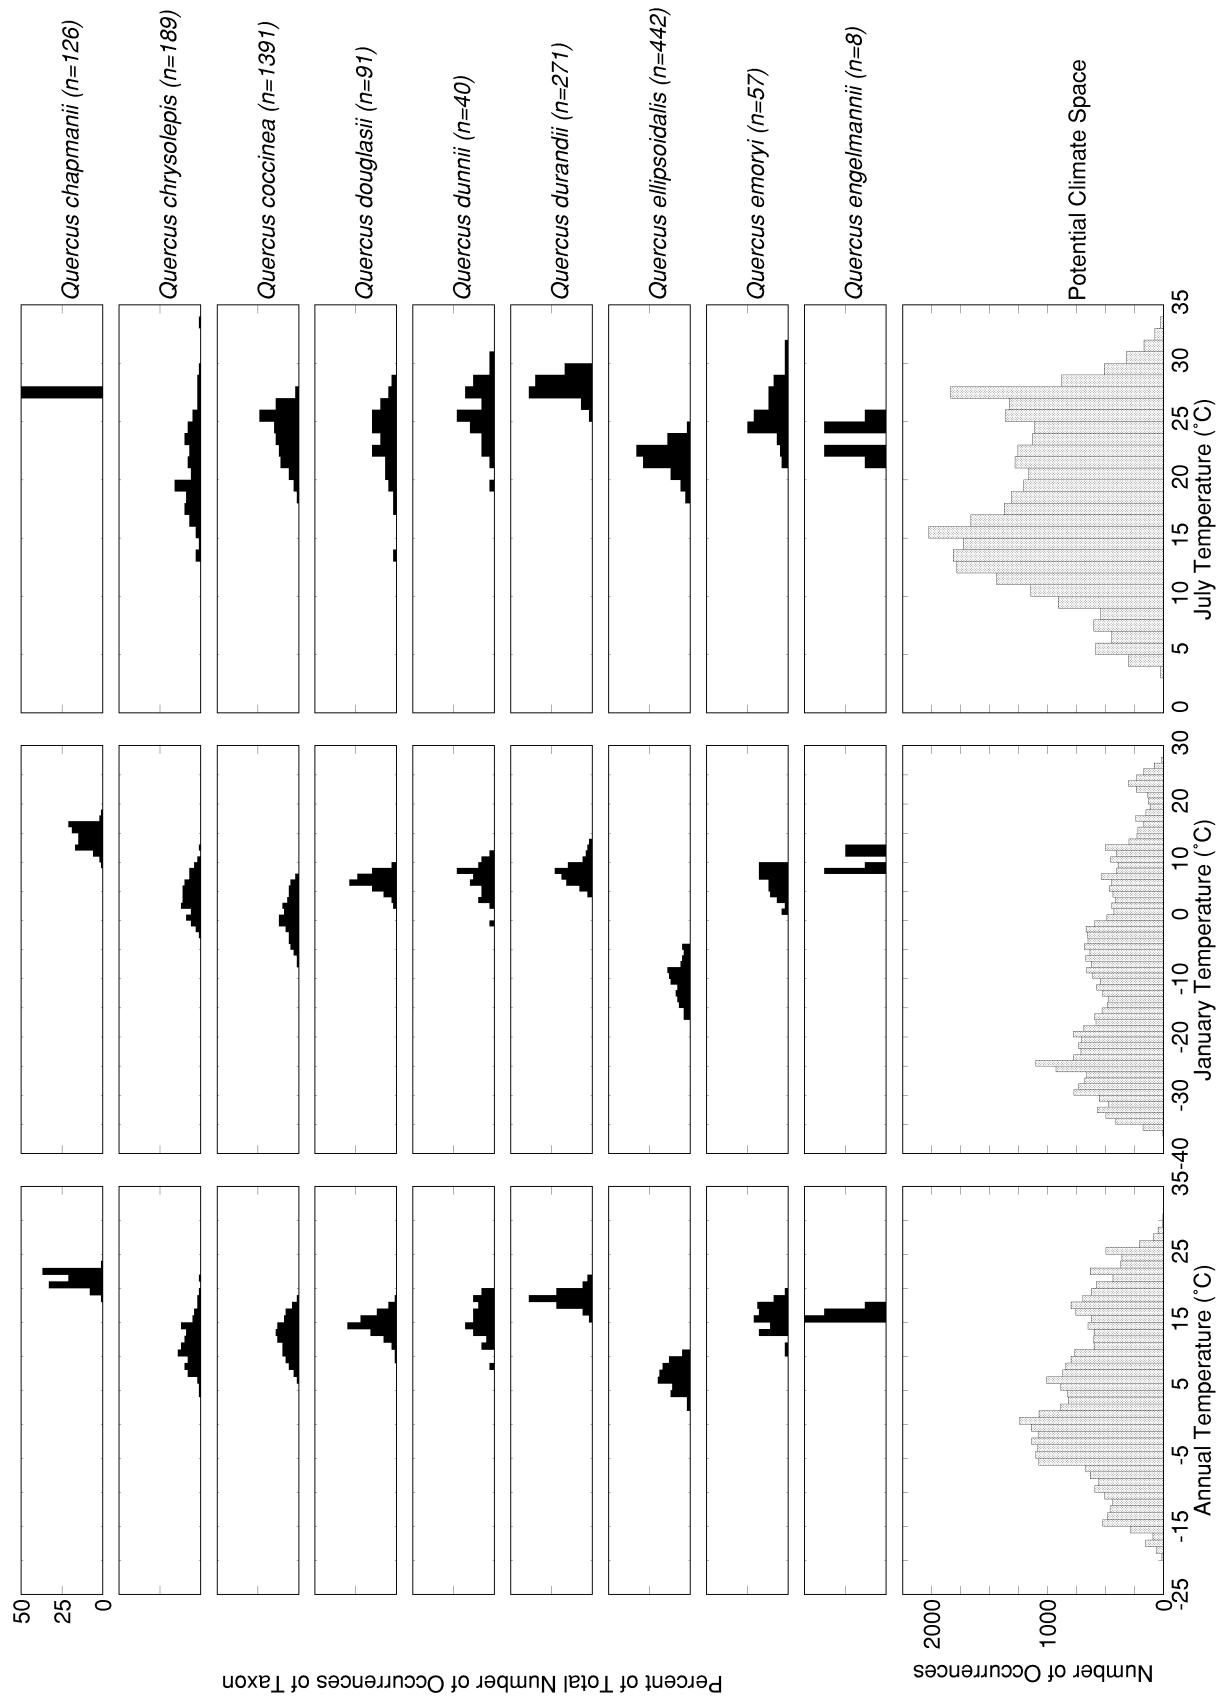 Quercus chapmanii (n=126)
Quercus chrysolepis (n=189)
Quercus coccinea (n=1391)
Quercus douglasii (n=91)
Quercus dunnii (n=40)
Quercus durandii (n=271)
Quercus ellipsoidalis (n=442)
Quercus emoryi (n=57)
Quercus engelmannii (n=8)
Potential Climate Space
50
25
0
Percent of Total Number of Occurrences of Taxon
2000
1000
0
Number of Occurrences
-25 -15 -5 5 15 25 35
Annual Temperature (˚C)
-40 -30 -20 -10 0 10 20 30
January Temperature (˚C)
0 5 10 15 20 25 30 35
July Temperature (˚C)